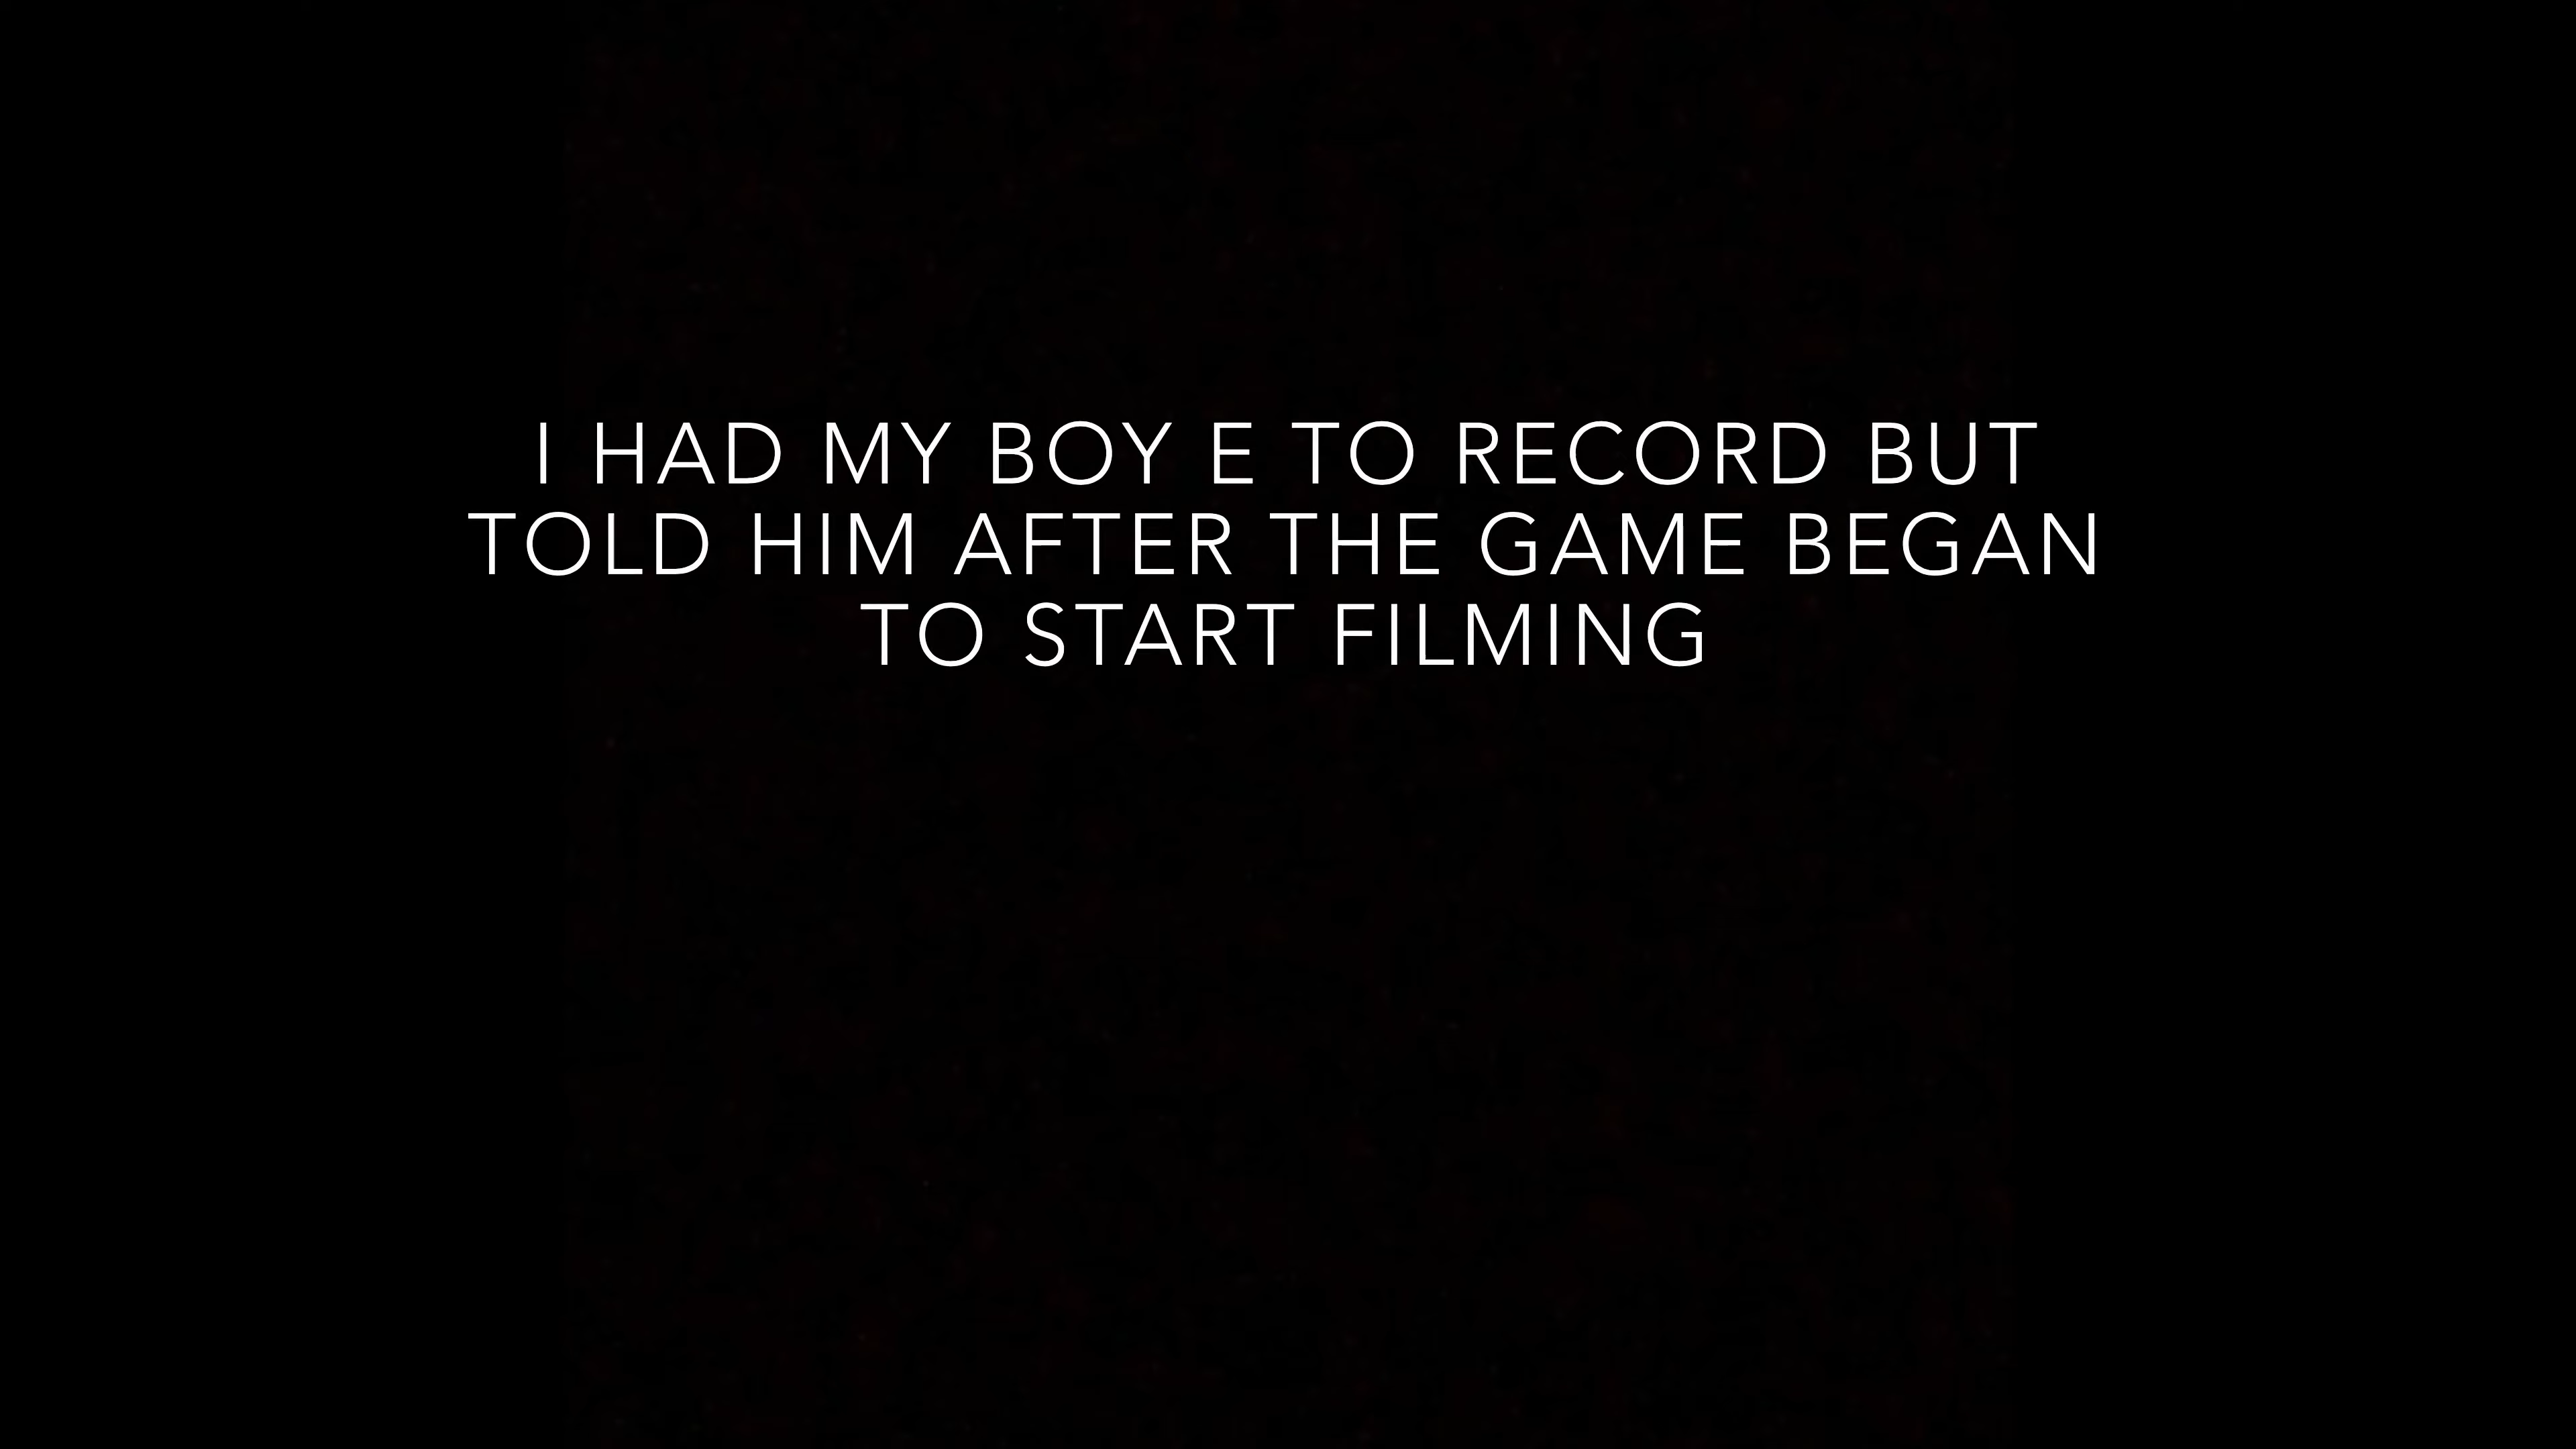 I HAD MY BOY E TO RECORD BUT
TOLD HIM AFTER THE GAME BEGAN
TO START FILMING